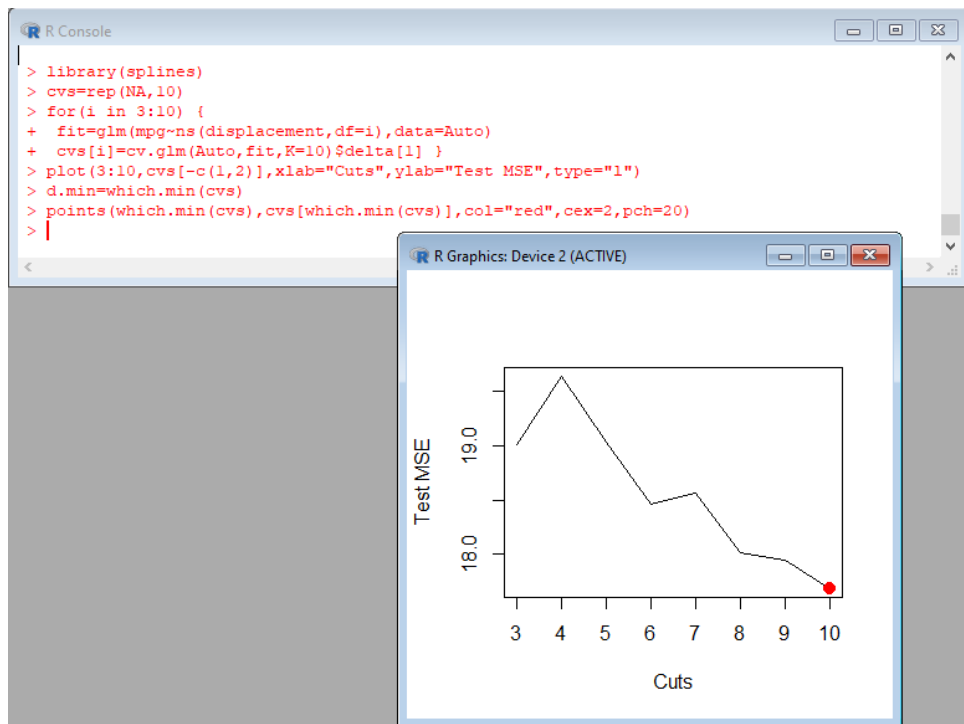 R Console
> library(splines)
> cvs=rep(NA,10)
> for(i in 3:10) {
+  fit=glm(mpg~ns(displacement,df=i),data=Auto)
+  cvs[i]=cv.glm(Auto,fit,K=10)$delta[1] }
> plot(3:10,cvs[-c(1,2)],xlab="Cuts",ylab="Test MSE",type="l")
> d.min=which.min(cvs)
> points(which.min(cvs),cvs[which.min(cvs)],col="red",cex=2,pch=20)
>
R Graphics: Device 2 (ACTIVE)
Test MSE
19.0
18.0
3 4 5 6 7 8 9 10
Cuts